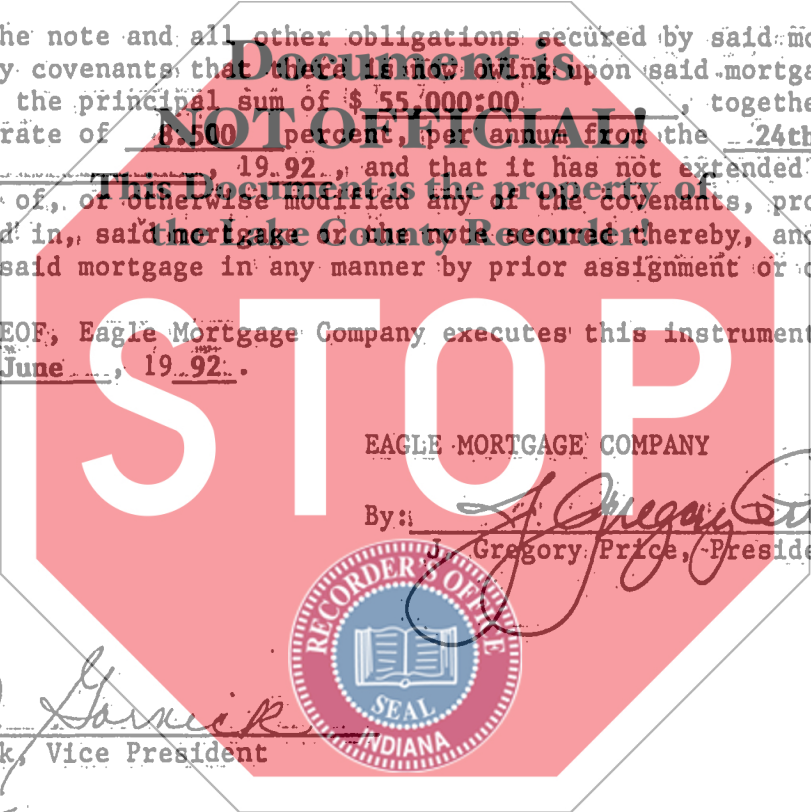 he note and all other obligations secured by said mo
y covenants that there is now owing upon said mortga
the principal sum of $ 55,000.00 , togethe
rate of 8.500 percent, per annum from the 24th
, 19 92 , and that it has not extended
of, or otherwise modified any of the covenants, pro
d in, said mortgage or the note secured thereby, and
said mortgage in any manner by prior assignment or o
EOF, Eagle Mortgage Company executes this instrument
June , 19 92 .
Document is
NOT OFFICIAL!
This Document is the property of
the Lake County Recorder!
STOP
EAGLE MORTGAGE COMPANY
By:
J. Gregory Price, Preside
RECORDER'S OFFICE
SEAL
INDIANA
Gornick
k, Vice President